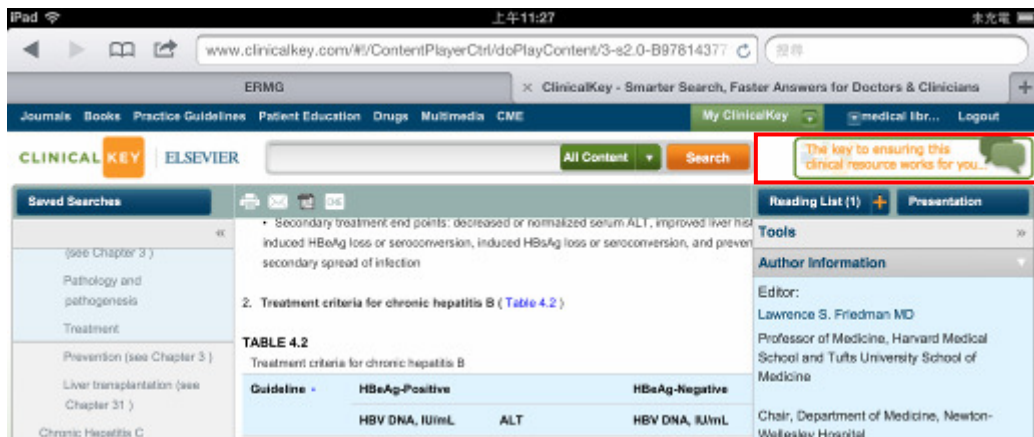 iPad 上午11:27 未充電
www.clinicalkey.com/#!/ContentPlayerCtrl/doPlayContent/3-s2.0-B97814377 搜尋
ERMG × ClinicalKey - Smarter Search, Faster Answers for Doctors & Clinicians +
Journals Books Practice Guidelines Patient Education Drugs Multimedia CME My ClinicalKey medical libr... Logout
CLINICAL KEY ELSEVIER All Content Search
The key to ensuring this
clinical resource works for you...
Saved Searches
«
(see Chapter 3 )
Pathology and
pathogenesis
Treatment
Prevention (see Chapter 3 )
Liver transplantation (see
Chapter 31 )
Chronic Hepatitis C
• Secondary treatment end points: decreased or normalized serum ALT, improved liver hist
induced HBeAg loss or seroconversion, induced HBsAg loss or seroconversion, and preven
secondary spread of infection
2. Treatment criteria for chronic hepatitis B ( Table 4.2 )
TABLE 4.2
Treatment criteria for chronic hepatitis B
Guideline HBeAg-Positive HBeAg-Negative
HBV DNA, IU/mL ALT HBV DNA, IU/mL
Reading List (1) + Presentation
Tools »
Author Information
Editor:
Lawrence S. Friedman MD
Professor of Medicine, Harvard Medical
School and Tufts University School of
Medicine
Chair, Department of Medicine, Newton-
Wellesley Hospital